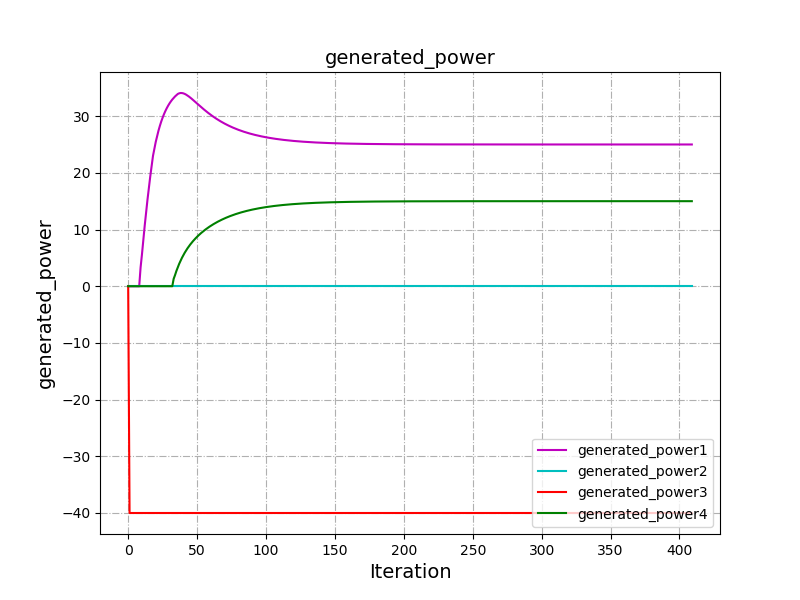 generated_power
generated_power
30
20
10
0
−10
−20
−30
−40
0 50 100 150 200 250 300 350 400
Iteration
generated_power1
generated_power2
generated_power3
generated_power4